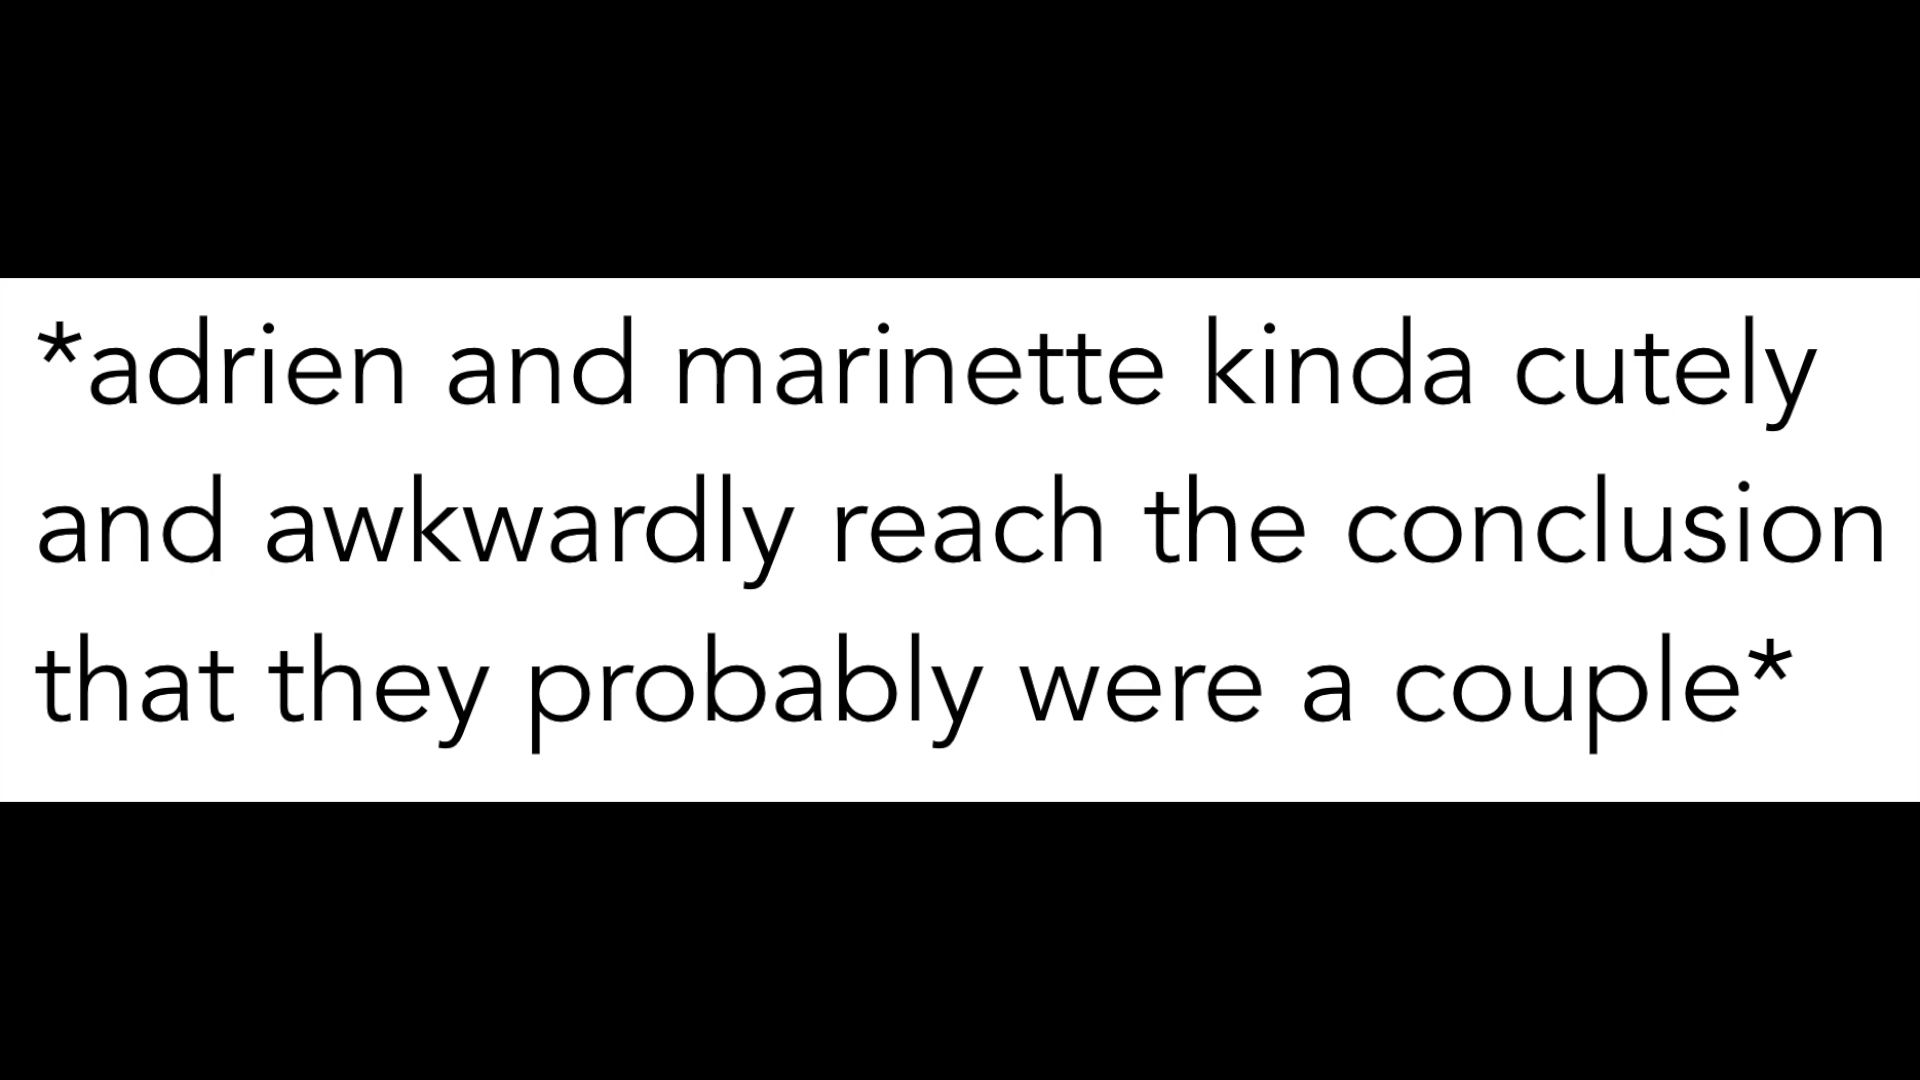 *adrien and marinette kinda cutely
and awkwardly reach the conclusion
that they probably were a couple*